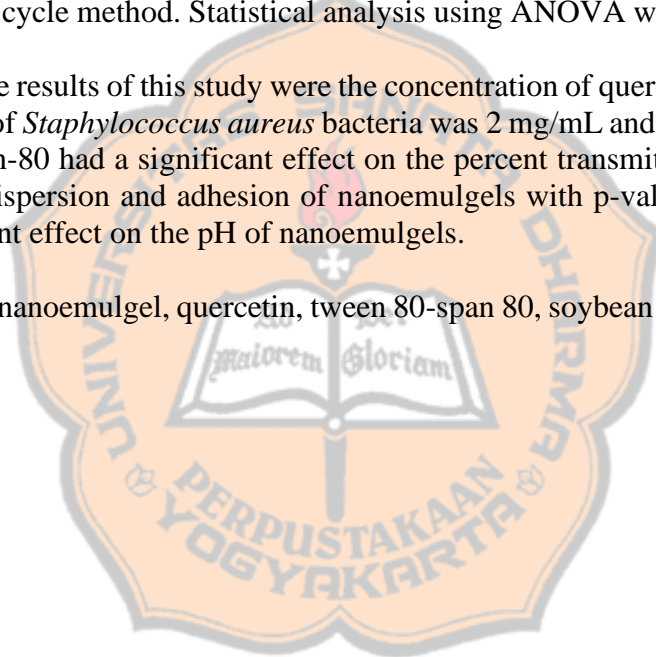 cycle method. Statistical analysis using ANOVA w
e results of this study were the concentration of quer
of Staphylococcus aureus bacteria was 2 mg/mL and
n-80 had a significant effect on the percent transmit
ispersion and adhesion of nanoemulgels with p-val
nt effect on the pH of nanoemulgels.
nanoemulgel, quercetin, tween 80-span 80, soybean
UNIVERSITAS SANATA DHARMA
Ad Dei
Maiorem Gloriam
PERPUSTAKAAN
YOGYAKARTA